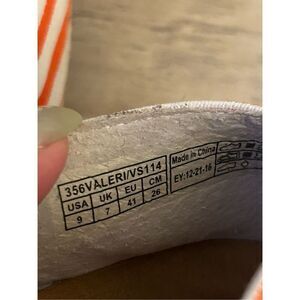 356VALERI/VS114
USA UK EU CM
9 7 41 26
Made in China
EY:12-21-16